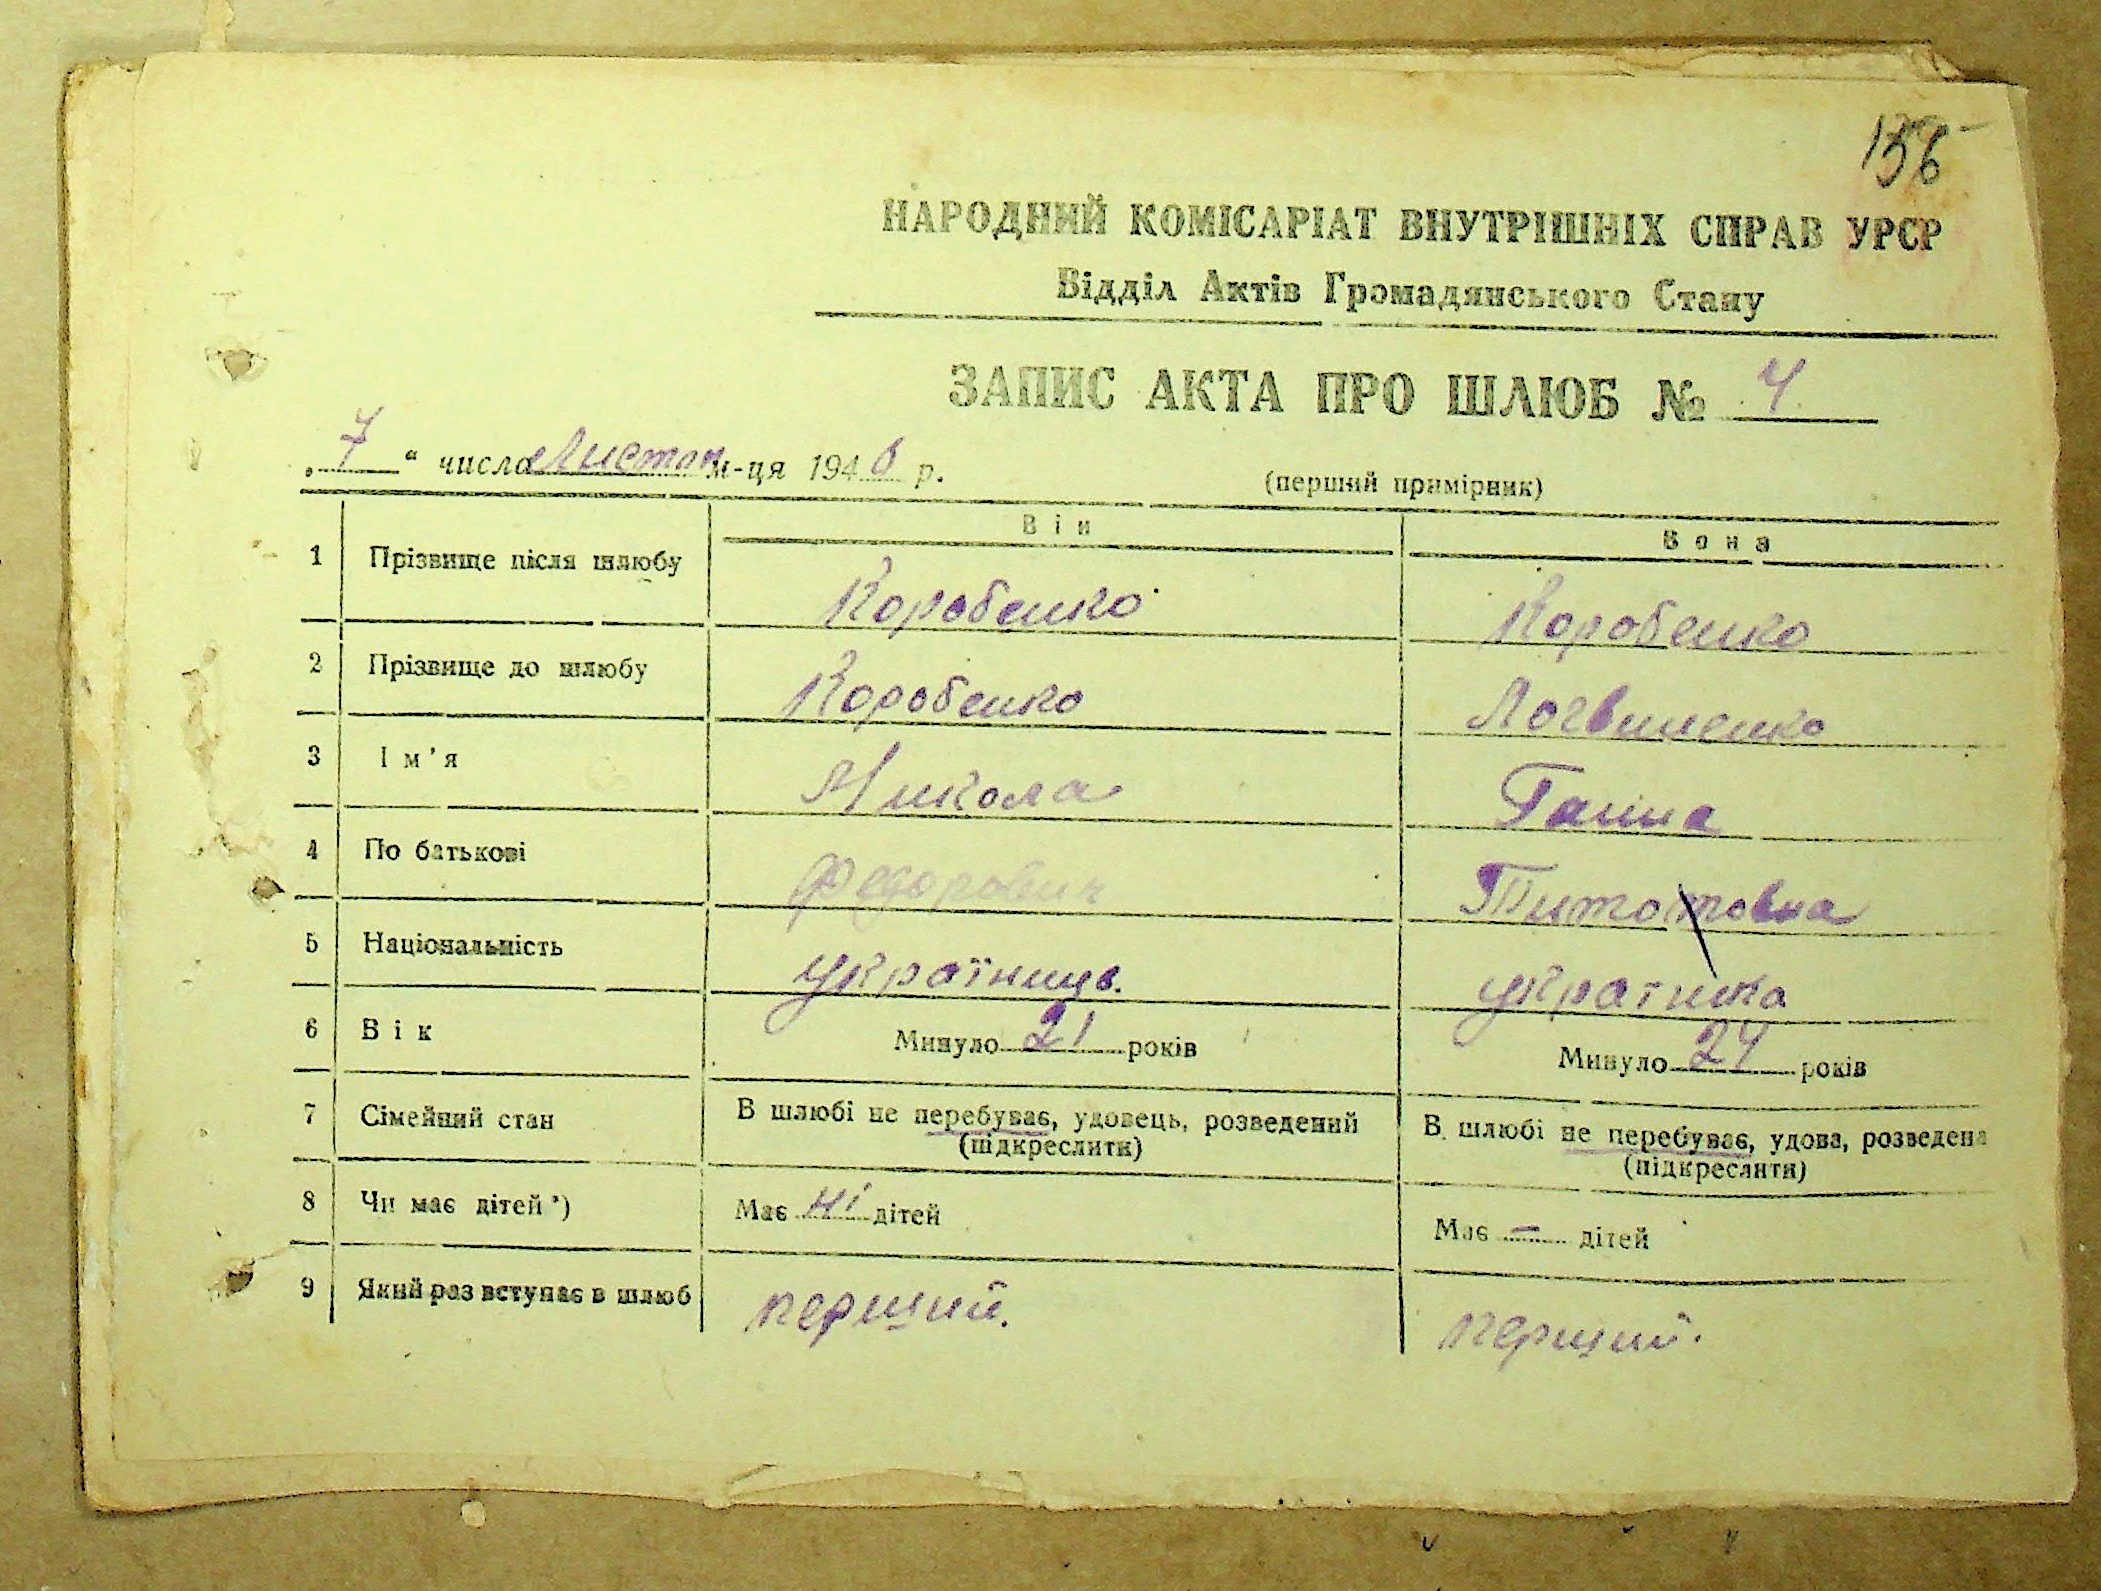 156
НАРОДНИЙ КОМІСАРІАТ ВНУТРІШНІХ СПРАВ УРСР
Відділ Актів Громадянського Стану
ЗАПИС АКТА ПРО ШЛЮБ № 4
„ 7 “ числа Листоп м-ця 1946 р.
(перший примірник)
Він Вона
1 Прізвище після шлюбу Коробенко Коробенко
2 Прізвище до шлюбу Коробенко Логвиненко
3 Ім’я Микола Ганна
4 По батькові Федорович Титотовна
5 Національність українець. українка
6 Вік Минуло 21 років Минуло 24 років
7 Сімейний стан В шлюбі не перебуває, удовець, розведений В шлюбі не перебуває, удова, розведена
(підкреслити) (підкреслити)
8 Чи має дітей *) Має ні дітей Має — дітей
9 Який раз вступає в шлюб перший. перший.